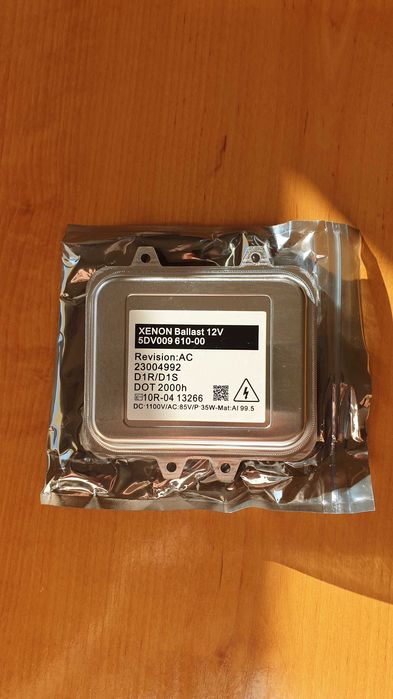 XENON Ballast 12V
5DV009 610-00
Revision:AC
23004992
D1R/D1S
DOT 2000h
10R-04 13266
DC:1100V/AC:85V/P:35W-Mat:Al 99.5